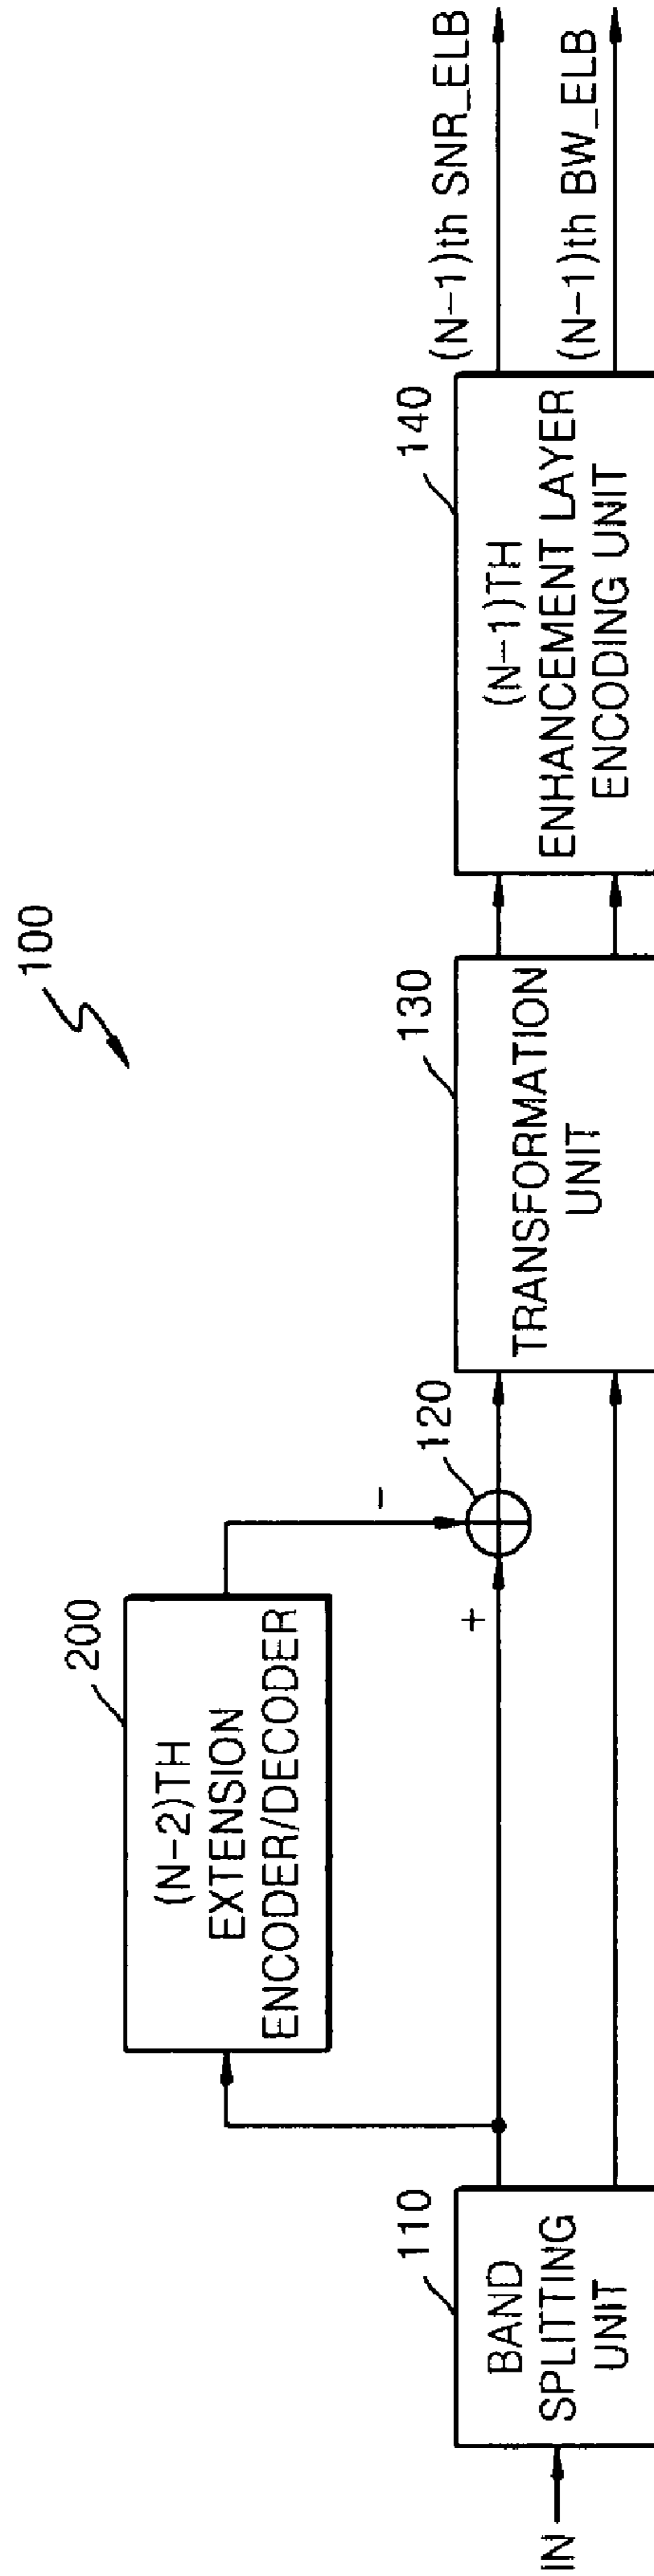 100
IN
110
BAND
SPLITTING
UNIT
200
(N-2)TH
EXTENSION
ENCODER/DECODER
+
-
120
130
TRANSFORMATION
UNIT
140
(N-1)TH
ENHANCEMENT LAYER
ENCODING UNIT
(N-1)th SNR_ELB
(N-1)th BW_ELB